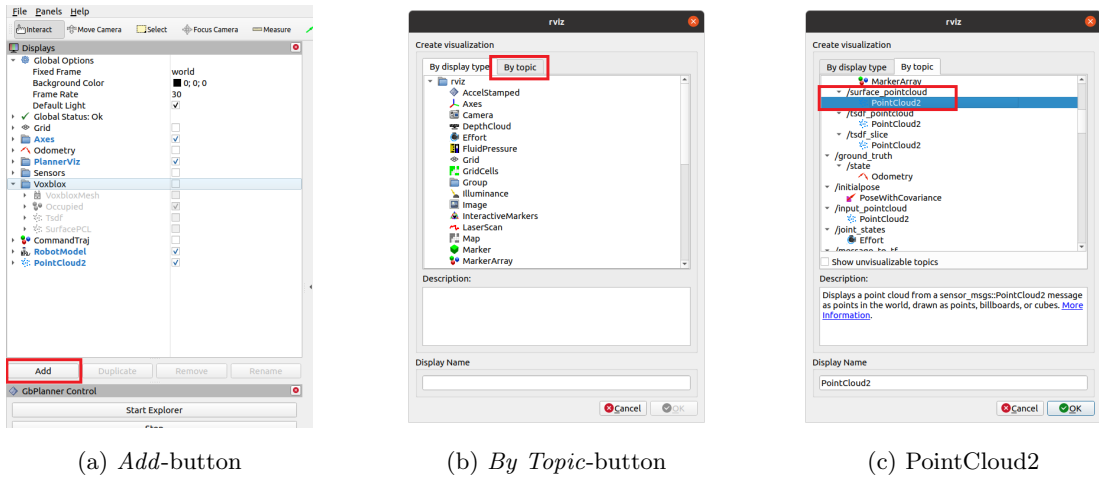 File Panels Help
Interact Move Camera Select Focus Camera Measure
Displays
Global Options
Fixed Frame world
Background Color 0; 0; 0
Frame Rate 30
Default Light
Global Status: Ok
Grid
Axes
Odometry
PlannerViz
Sensors
Voxblox
VoxbloxMesh
Occupied
Tsdf
SurfacePCL
CommandTraj
RobotModel
PointCloud2
Add Duplicate Remove Rename
GbPlanner Control
Start Explorer
Stop
(a) Add-button
rviz
Create visualization
By display type By topic
rviz
AccelStamped
Axes
Camera
DepthCloud
Effort
FluidPressure
Grid
GridCells
Group
Illuminance
Image
InteractiveMarkers
LaserScan
Map
Marker
MarkerArray
Description:
Display Name
Cancel OK
(b) By Topic-button
rviz
Create visualization
By display type By topic
MarkerArray
/surface_pointcloud
PointCloud2
/tsdf_pointcloud
PointCloud2
/tsdf_slice
PointCloud2
/ground_truth
/state
Odometry
/initialpose
PoseWithCovariance
/input_pointcloud
PointCloud2
/joint_states
Effort
/message_to_tf
Show unvisualizable topics
Description:
Displays a point cloud from a sensor_msgs::PointCloud2 message
as points in the world, drawn as points, billboards, or cubes. More
Information.
Display Name
PointCloud2
Cancel OK
(c) PointCloud2